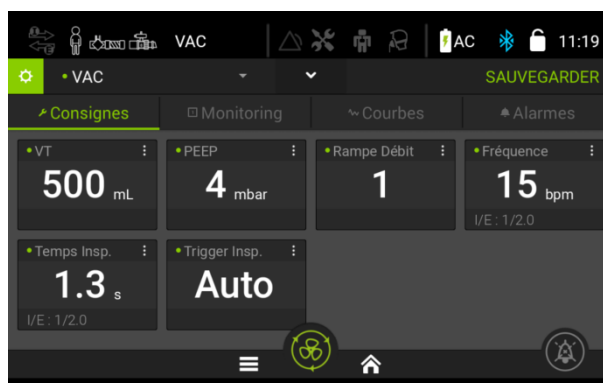 VAC AC 11:19
• VAC SAUVEGARDER
Consignes Monitoring Courbes Alarmes
• VT • PEEP • Rampe Débit • Fréquence
500 mL 4 mbar 1 15 bpm
I/E : 1/2.0
• Temps Insp. • Trigger Insp.
1.3 s Auto
I/E : 1/2.0